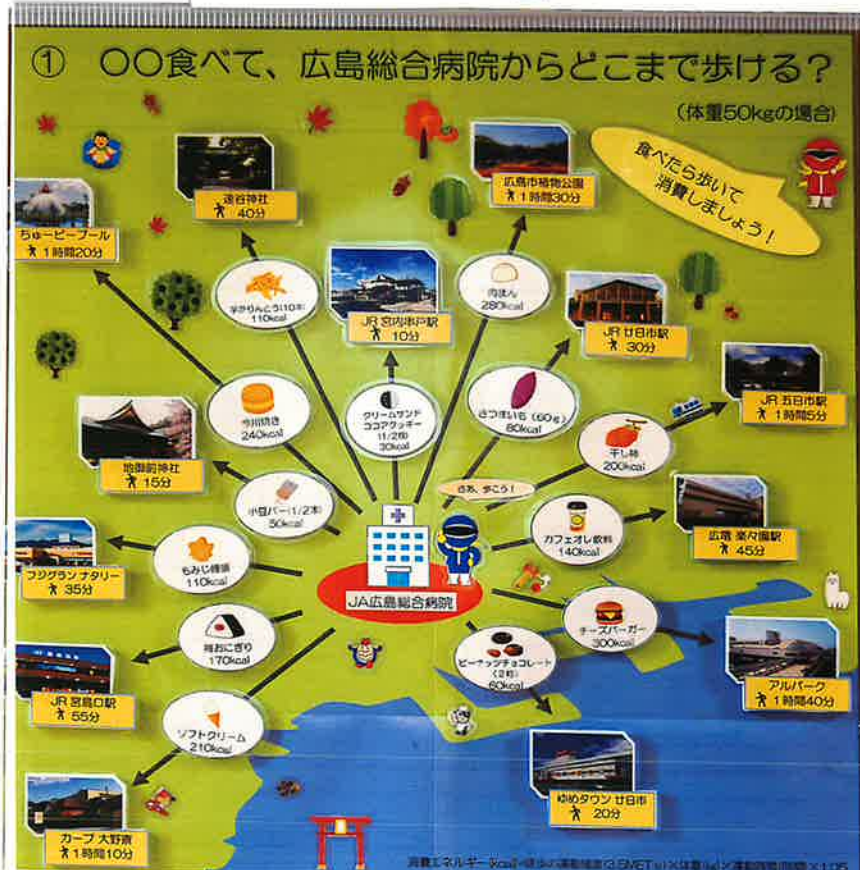 ① 〇〇食べて、広島総合病院からどこまで歩ける？
（体重50kgの場合）
食べたら歩いて
消費しましょう！
速谷神社
40分
広島市植物公園
1時間30分
ちゅーピープール
1時間20分
芋かりんとう(10本)
110kcal
JR 宮内串戸駅
10分
肉まん
280kcal
JR 廿日市駅
30分
今川焼き
240kcal
クリームサンド
ココアクッキー
(1/2枚)
30kcal
さつまいも（60g）
80kcal
JR 五日市駅
1時間5分
干し柿
200kcal
地御前神社
15分
小豆バー(1/2本)
50kcal
さあ、歩こう！
カフェオレ飲料
140kcal
広電 楽々園駅
45分
フジグラン ナタリー
35分
もみじ饅頭
110kcal
JA広島総合病院
チーズバーガー
300kcal
アルパーク
1時間40分
梅おにぎり
170kcal
ピーナッツチョコレート
（2粒）
60kcal
JR 宮島口駅
55分
ソフトクリーム
210kcal
ゆめタウン 廿日市
20分
カープ 大野寮
1時間10分